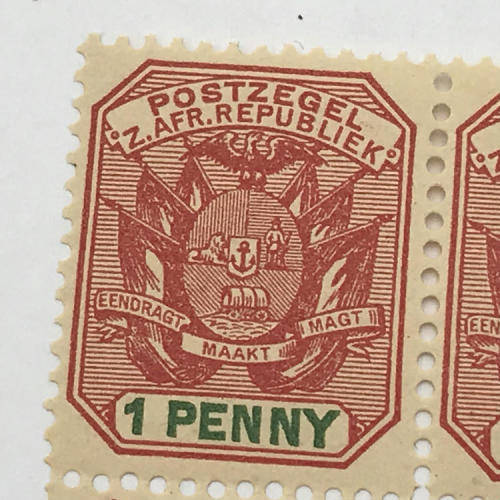 POSTZEGEL
Z. AFR. REPUBLIEK
EENDRAGT MAAKT MAGT
1 PENNY